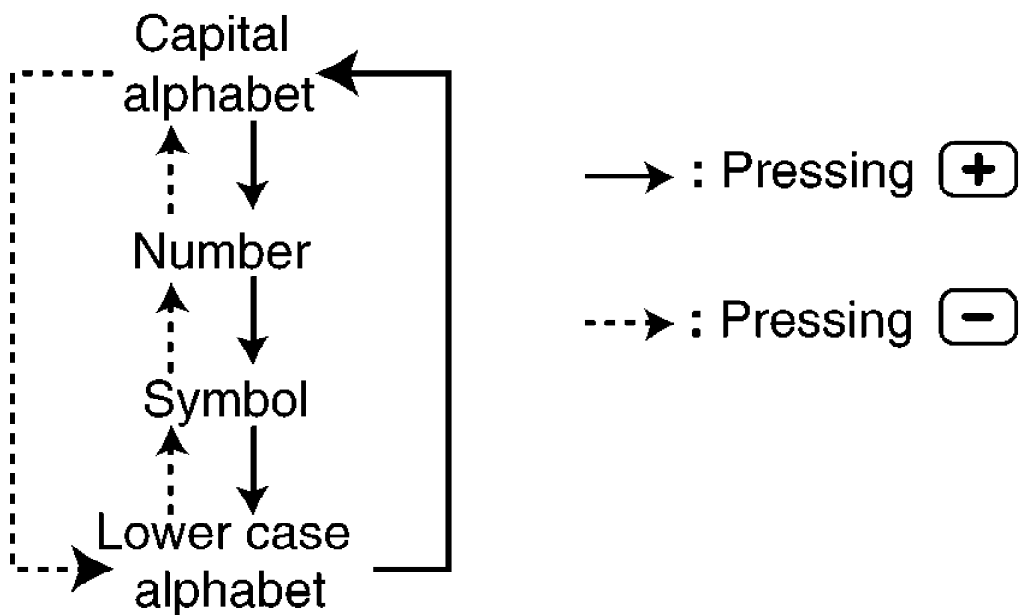 Capital
alphabet
Number
Symbol
Lower case
alphabet
: Pressing +
: Pressing −